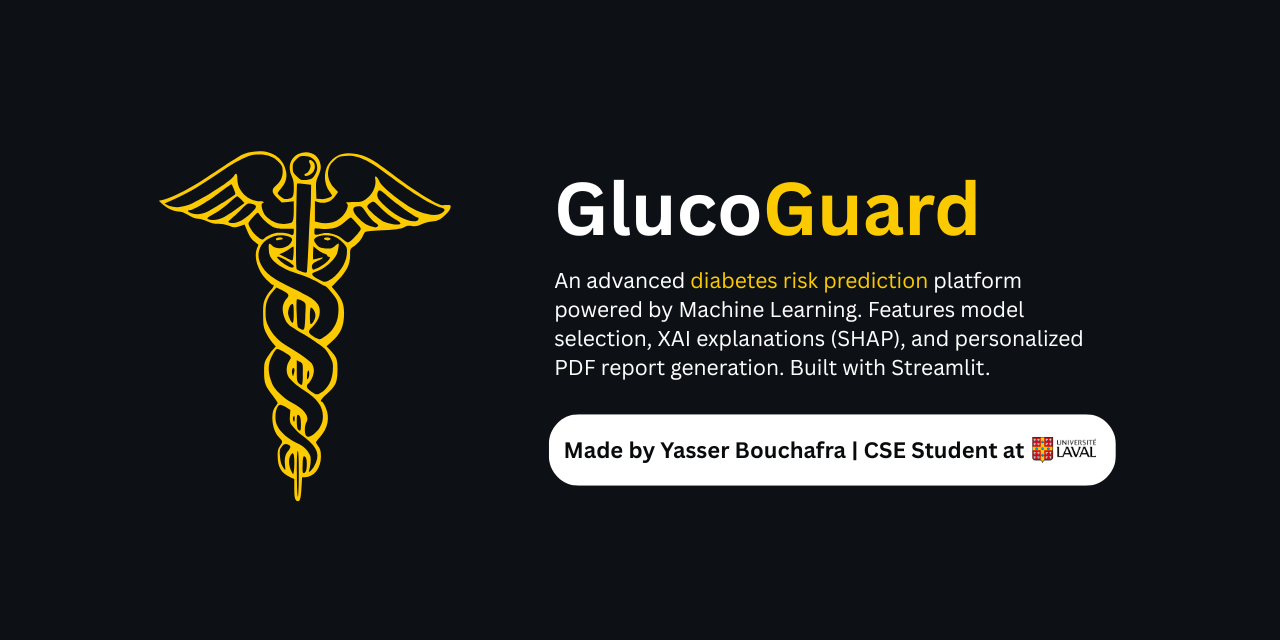 GlucoGuard
An advanced diabetes risk prediction platform
powered by Machine Learning. Features model
selection, XAI explanations (SHAP), and personalized
PDF report generation. Built with Streamlit.
Made by Yasser Bouchafra | CSE Student at
UNIVERSITÉ
LAVAL